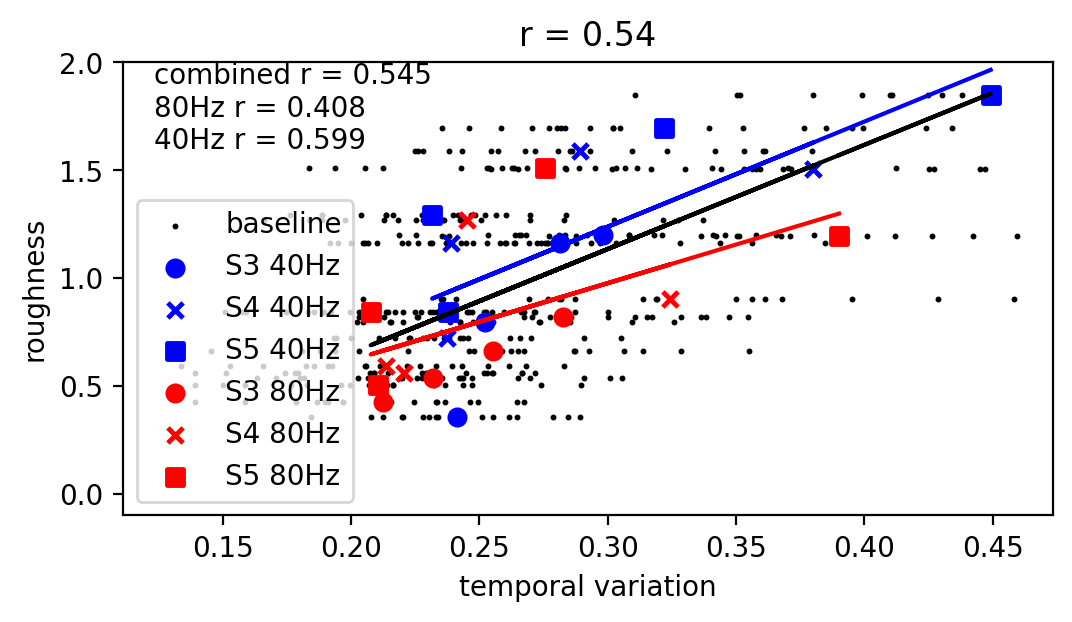 r = 0.54
combined r = 0.545
80Hz r = 0.408
40Hz r = 0.599
baseline
S3 40Hz
S4 40Hz
S5 40Hz
S3 80Hz
S4 80Hz
S5 80Hz
roughness
2.0
1.5
1.0
0.5
0.0
0.15 0.20 0.25 0.30 0.35 0.40 0.45
temporal variation